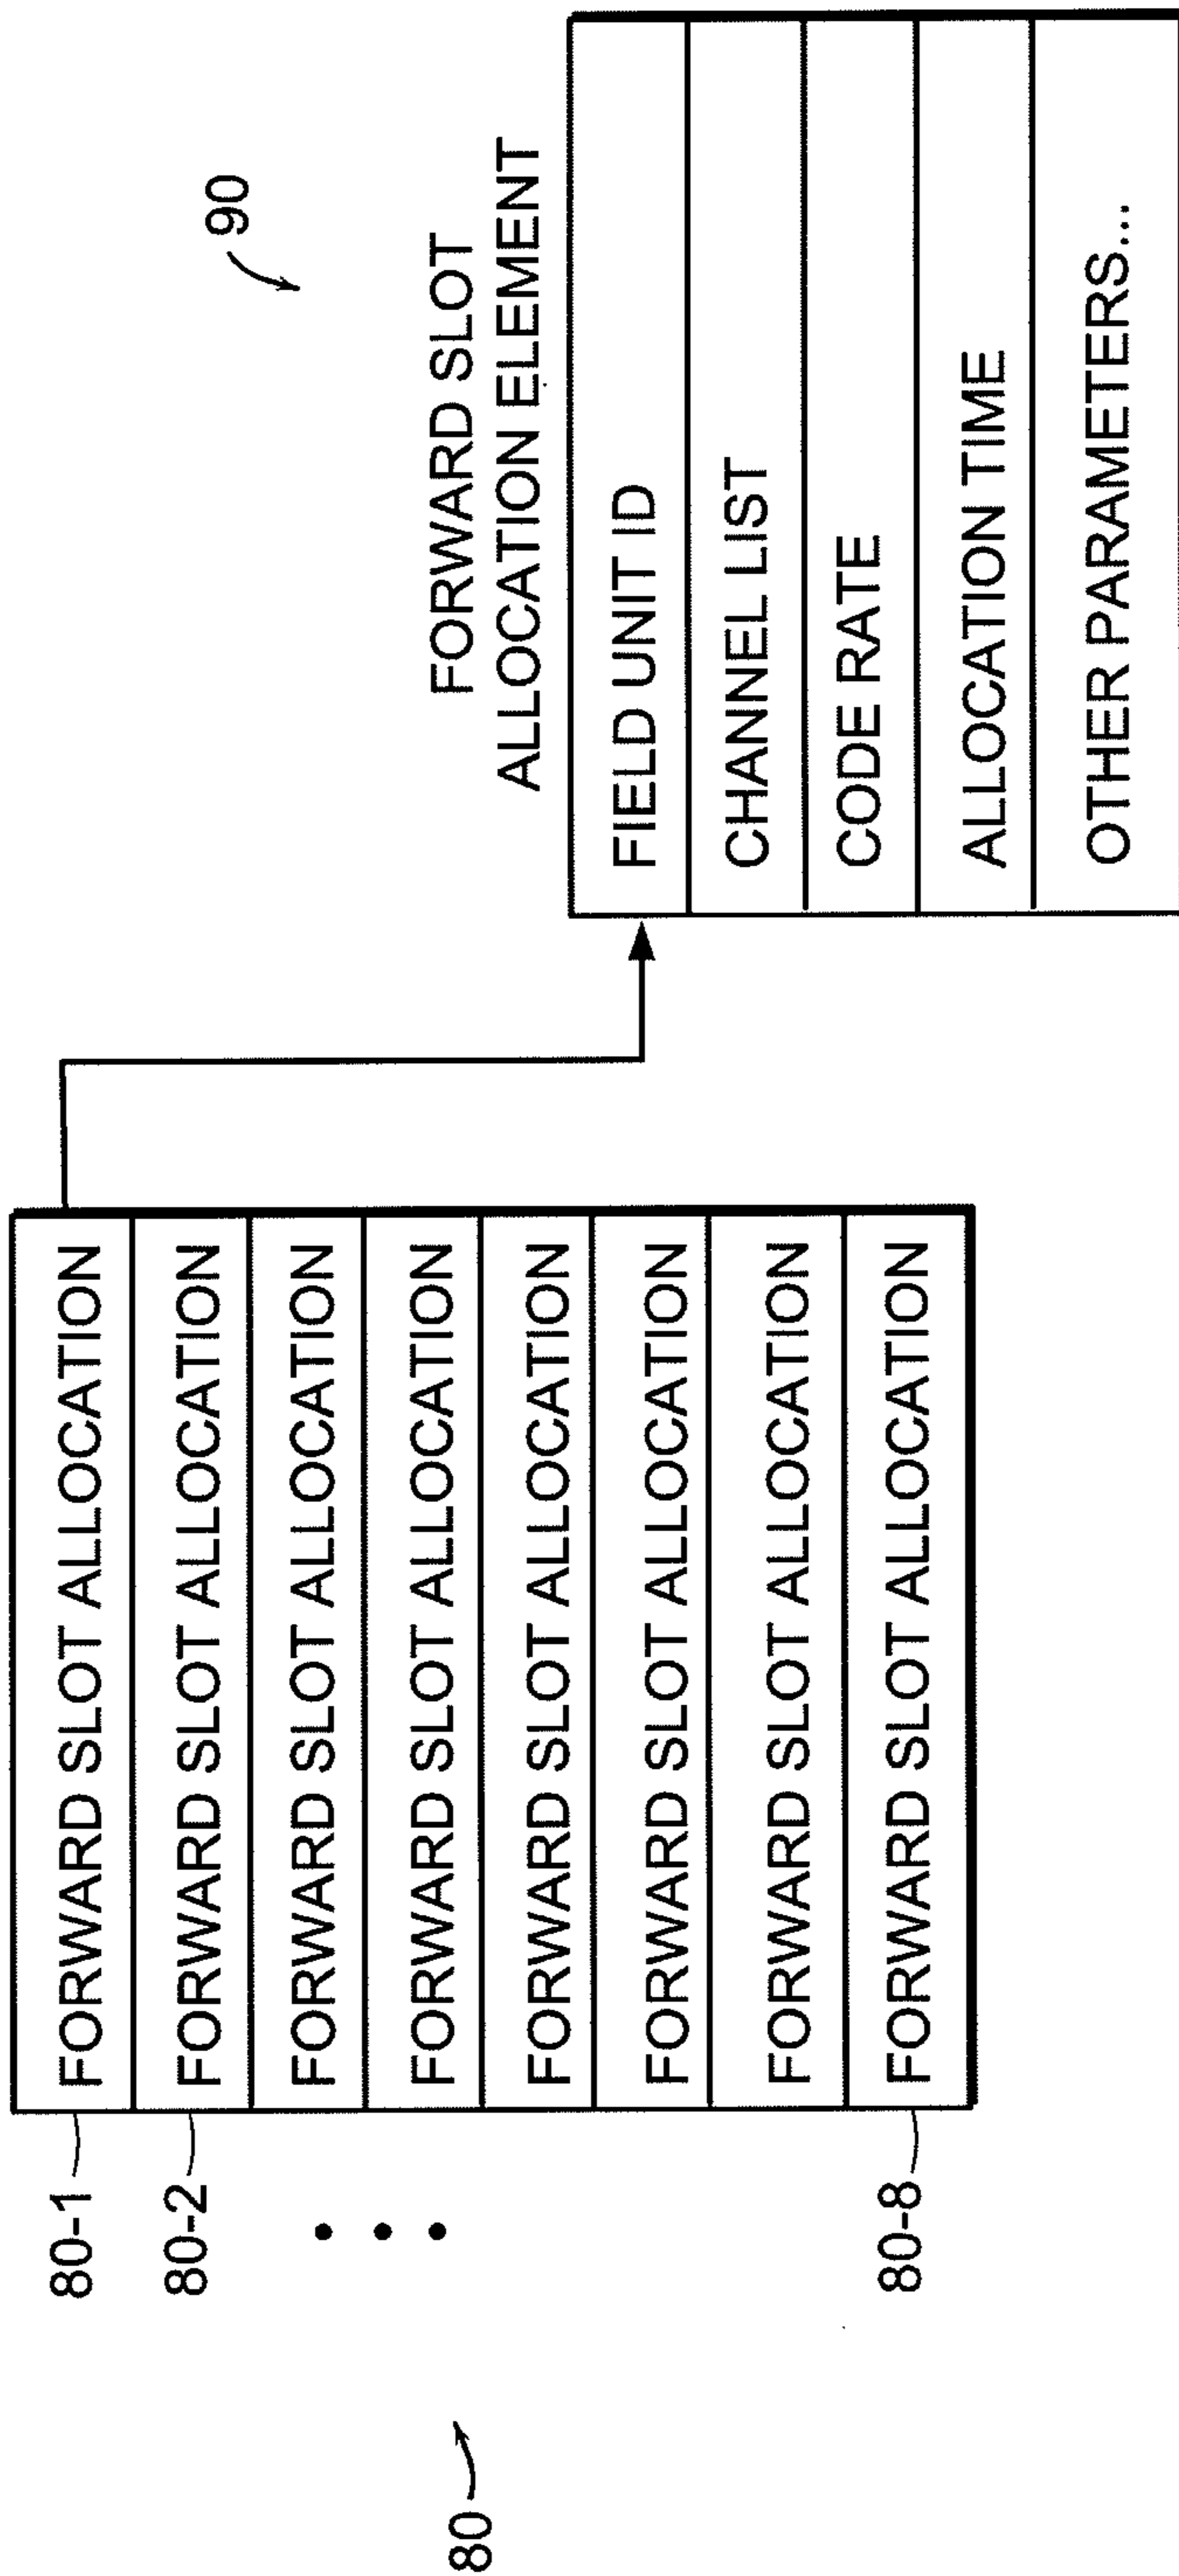 80
80-1
FORWARD SLOT ALLOCATION
80-2
FORWARD SLOT ALLOCATION
FORWARD SLOT ALLOCATION
FORWARD SLOT ALLOCATION
FORWARD SLOT ALLOCATION
FORWARD SLOT ALLOCATION
FORWARD SLOT ALLOCATION
80-8
FORWARD SLOT ALLOCATION
90
FORWARD SLOT
ALLOCATION ELEMENT
FIELD UNIT ID
CHANNEL LIST
CODE RATE
ALLOCATION TIME
OTHER PARAMETERS...